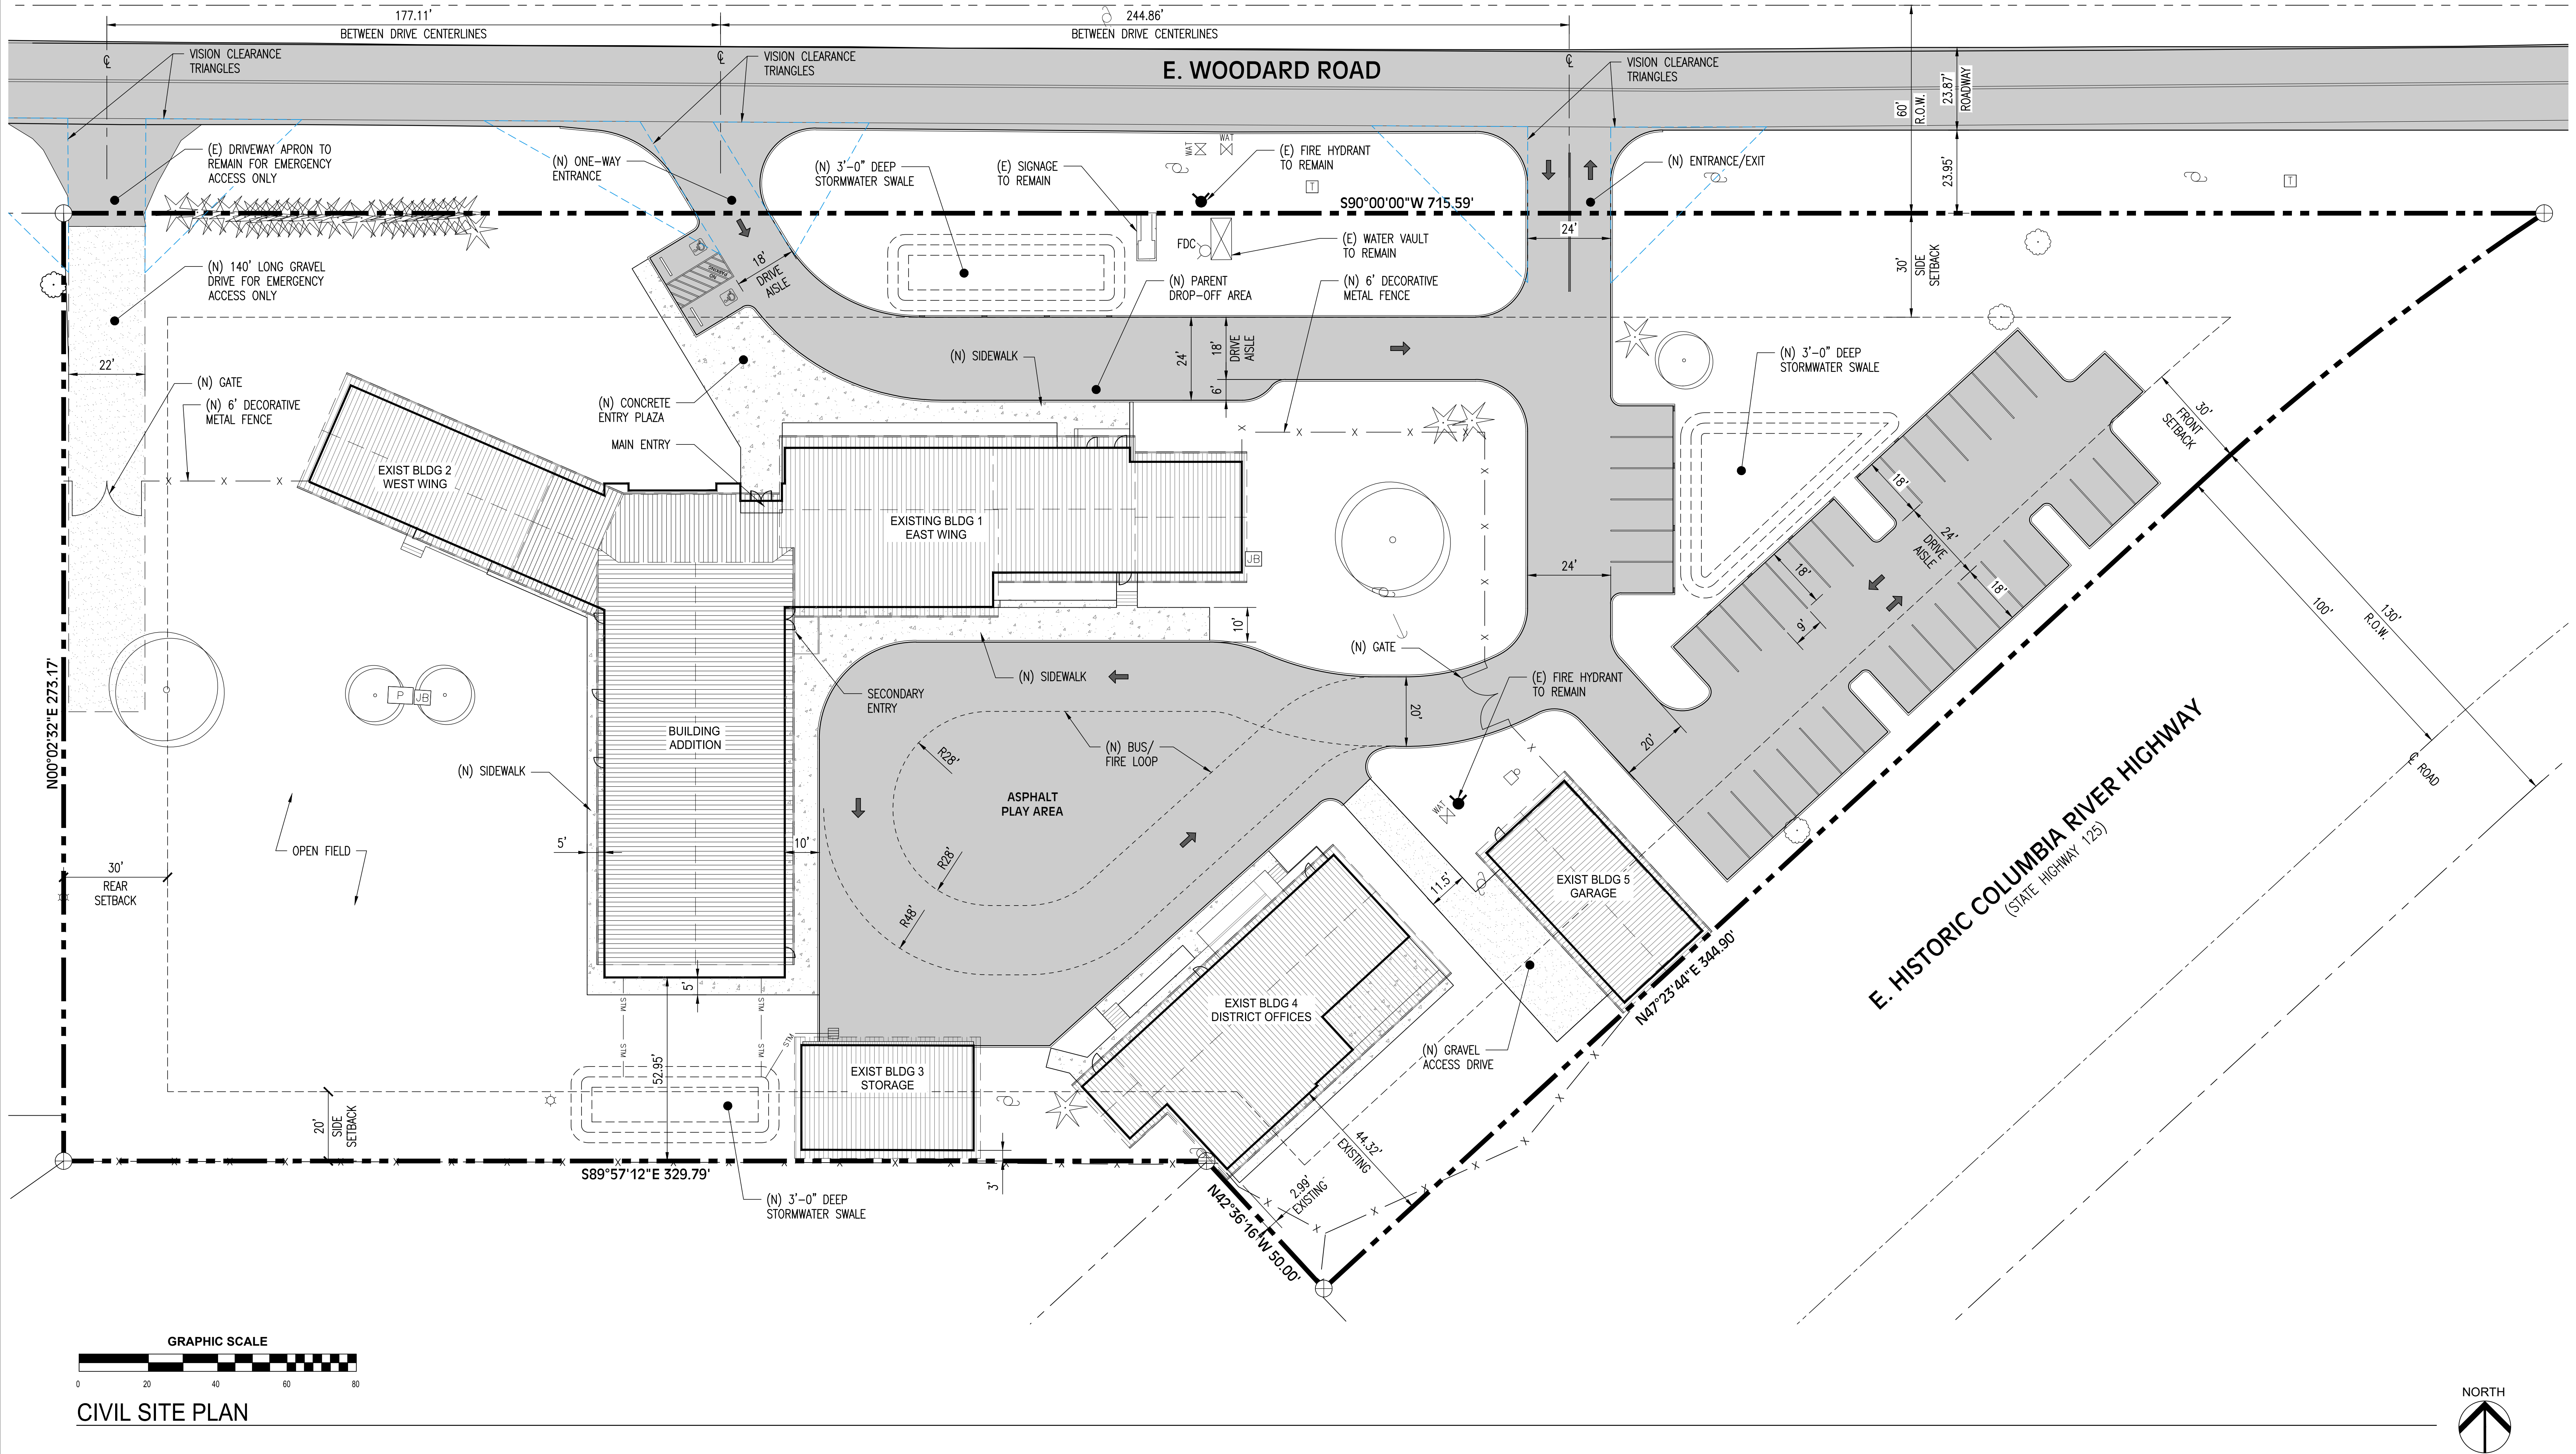 177.11'
BETWEEN DRIVE CENTERLINES
244.86'
BETWEEN DRIVE CENTERLINES
VISION CLEARANCE
TRIANGLES
VISION CLEARANCE
TRIANGLES
VISION CLEARANCE
TRIANGLES
E. WOODARD ROAD
60'
R.O.W.
23.87'
ROADWAY
23.95'
(E) DRIVEWAY APRON TO
REMAIN FOR EMERGENCY
ACCESS ONLY
(N) ONE-WAY
ENTRANCE
(N) 3'-0" DEEP
STORMWATER SWALE
(E) SIGNAGE
TO REMAIN
WAT
WAT
(E) FIRE HYDRANT
TO REMAIN
T
(N) ENTRANCE/EXIT
T
S90°00'00"W 715.59'
24'
FDC
(E) WATER VAULT
TO REMAIN
30'
SIDE
SETBACK
NO
PARKING
18'
DRIVE
AISLE
(N) 140' LONG GRAVEL
DRIVE FOR EMERGENCY
ACCESS ONLY
(N) PARENT
DROP-OFF AREA
(N) 6' DECORATIVE
METAL FENCE
22'
(N) GATE
(N) 6' DECORATIVE
METAL FENCE
(N) SIDEWALK
24'
18'
DRIVE
AISLE
6'
(N) 3'-0" DEEP
STORMWATER SWALE
(N) CONCRETE
ENTRY PLAZA
MAIN ENTRY
30'
FRONT
SETBACK
EXIST BLDG 2
WEST WING
EXISTING BLDG 1
EAST WING
JB
18'
24'
DRIVE
AISLE
18'
18'
9'
24'
100'
130'
R.O.W.
10'
(N) GATE
(N) SIDEWALK
SECONDARY
ENTRY
P
JB
N00°02'32"E 273.17'
(E) FIRE HYDRANT
TO REMAIN
20'
20'
BUILDING
ADDITION
(N) BUS/
FIRE LOOP
R28'
(N) SIDEWALK
ASPHALT
PLAY AREA
WAT
℄ ROAD
OPEN FIELD
5'
10'
R28'
R48'
30'
REAR
SETBACK
11.5'
EXIST BLDG 5
GARAGE
E. HISTORIC COLUMBIA RIVER HIGHWAY
(STATE HIGHWAY 125)
N47°23'44"E 344.90'
5'
STM
STM
STM
STM
STM
52.95'
EXIST BLDG 4
DISTRICT OFFICES
(N) GRAVEL
ACCESS DRIVE
EXIST BLDG 3
STORAGE
20'
SIDE
SETBACK
44.32'
EXISTING
2.99'
EXISTING
3'
S89°57'12"E 329.79'
N42°36'16"W 50.00'
(N) 3'-0" DEEP
STORMWATER SWALE
GRAPHIC SCALE
0 20 40 60 80
CIVIL SITE PLAN
NORTH